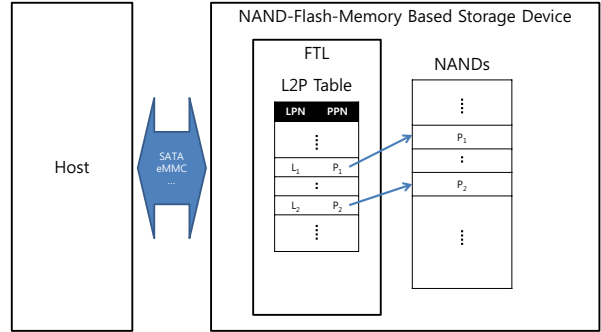 NAND-Flash-Memory Based Storage Device
Host
SATA
eMMC
...
FTL
L2P Table
LPN PPN
⋮
L₁ P₁
:
L₂ P₂
⋮
NANDs
⋮
P₁
:
P₂
⋮